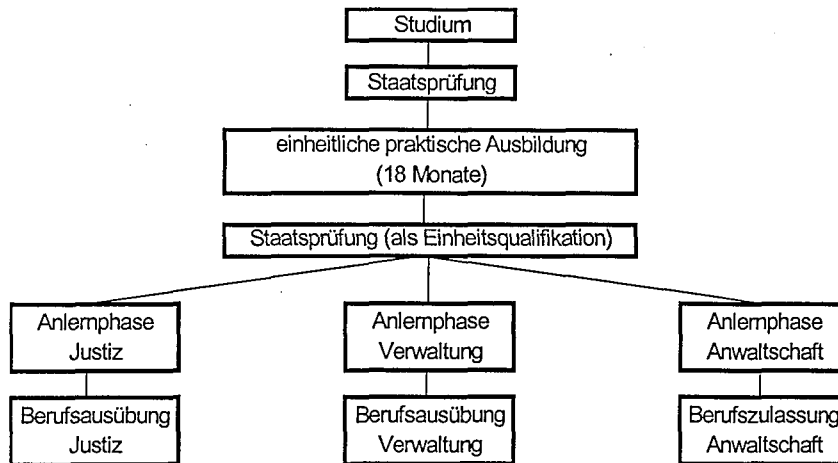 Studium
Staatsprüfung
einheitliche praktische Ausbildung
(18 Monate)
Staatsprüfung (als Einheitsqualifikation)
Anlernphase
Justiz
Anlernphase
Verwaltung
Anlernphase
Anwaltschaft
Berufsausübung
Justiz
Berufsausübung
Verwaltung
Berufszulassung
Anwaltschaft